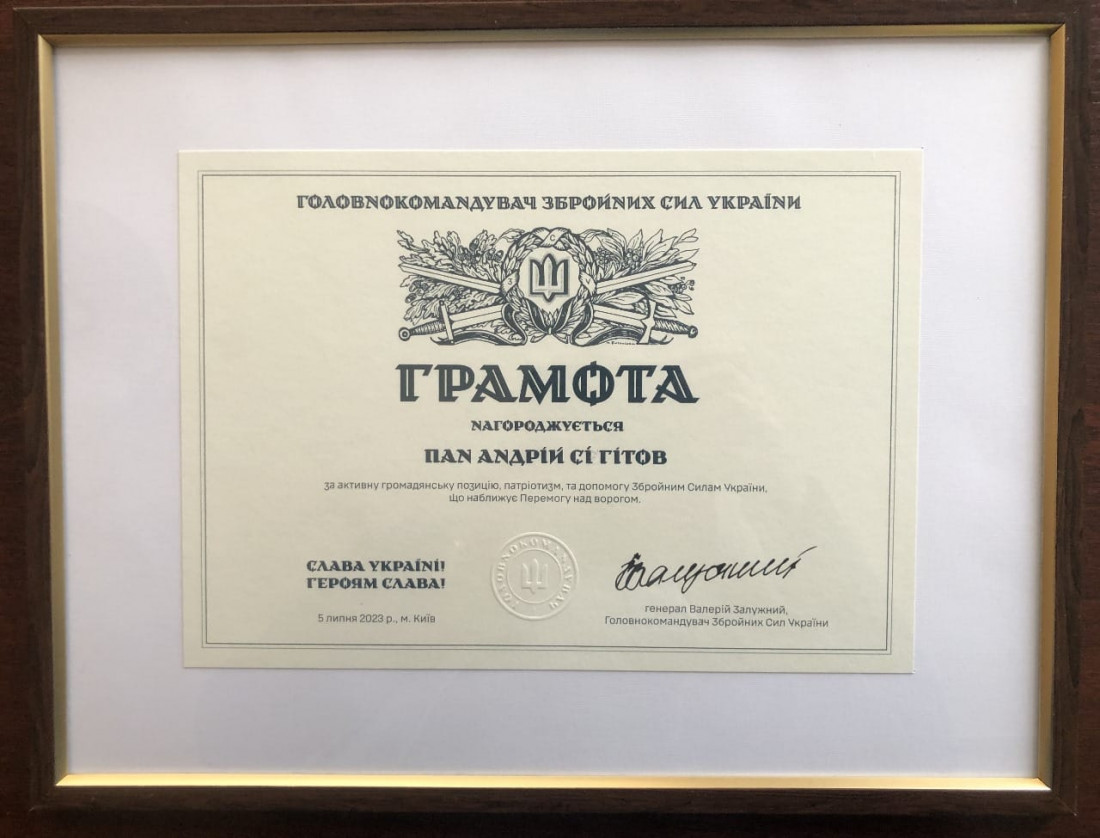 ГОЛОВНОКОМАНДУВАЧ ЗБРОЙНИХ СИЛ УКРАЇНИ
ГРАМОТА
НАГОРОДЖУЄТЬСЯ
ПАН АНДРІЙ СІ ГІТОВ
за активну громадянську позицію, патріотизм, та допомогу Збройним Силам України,
що наближує Перемогу над ворогом.
СЛАВА УКРАЇНІ!
ГЕРОЯМ СЛАВА!
5 липня 2023 р., м. Київ
ГОЛОВНОКОМАНДУВАЧ
Залужний
генерал Валерій Залужний,
Головнокомандувач Збройних Сил України